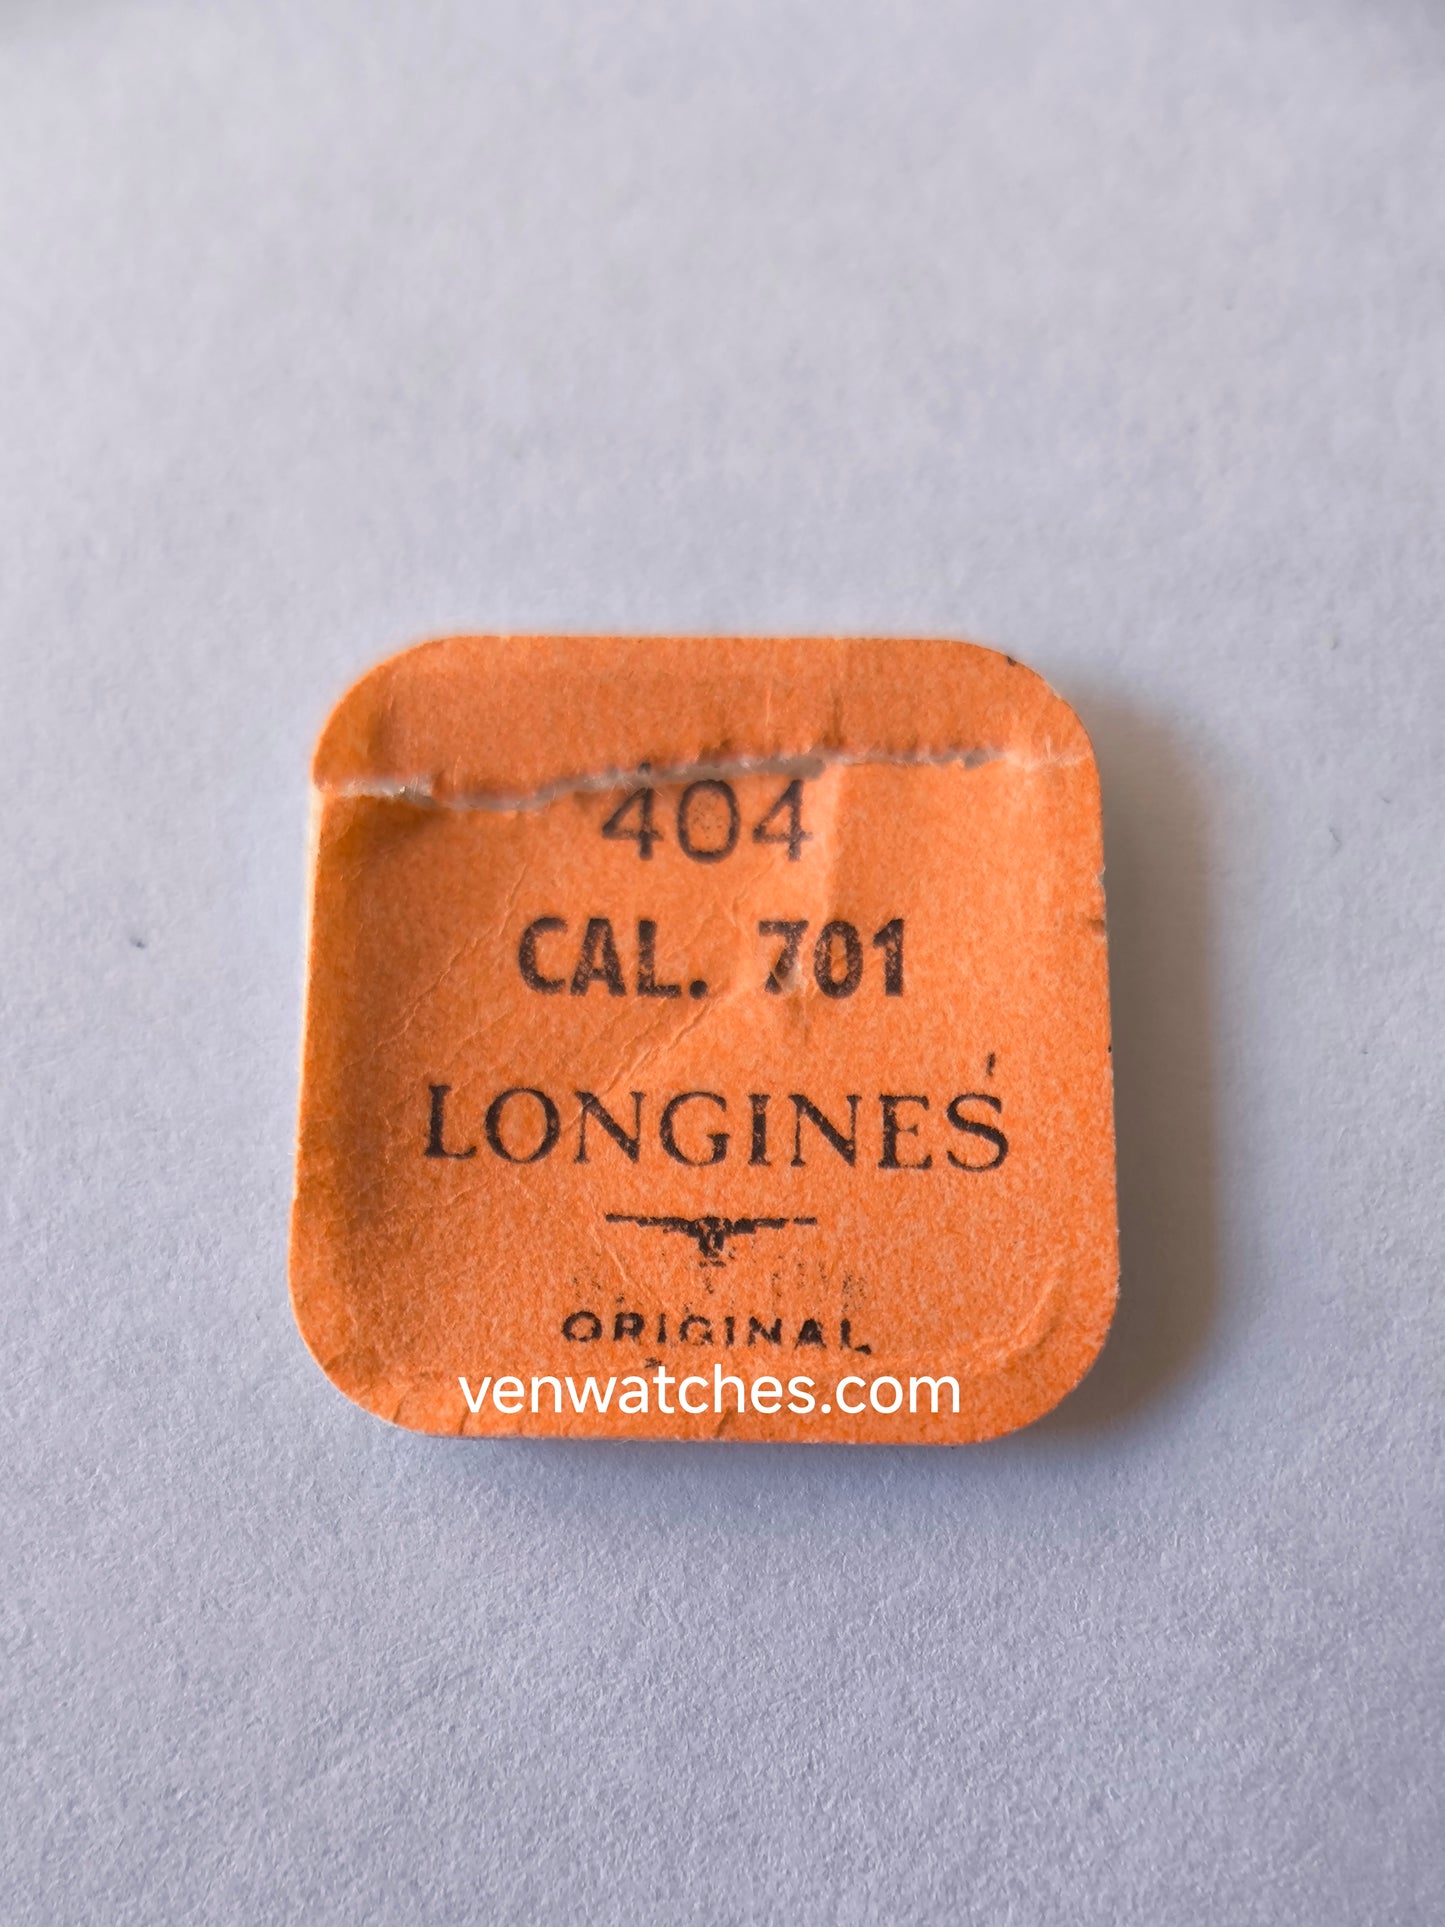 404
CAL. 701
LONGINES
ORIGINAL
venwatches.com